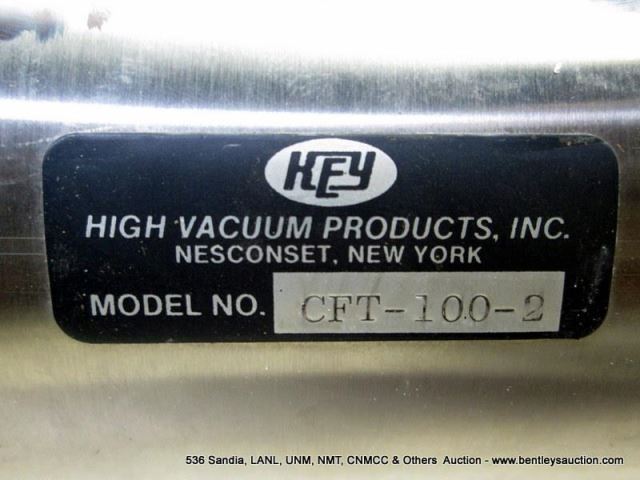 KEY
HIGH VACUUM PRODUCTS, INC.
NESCONSET, NEW YORK
MODEL NO. CFT-100-2
536 Sandia, LANL, UNM, NMT, CNMCC & Others Auction - www.bentleysauction.com